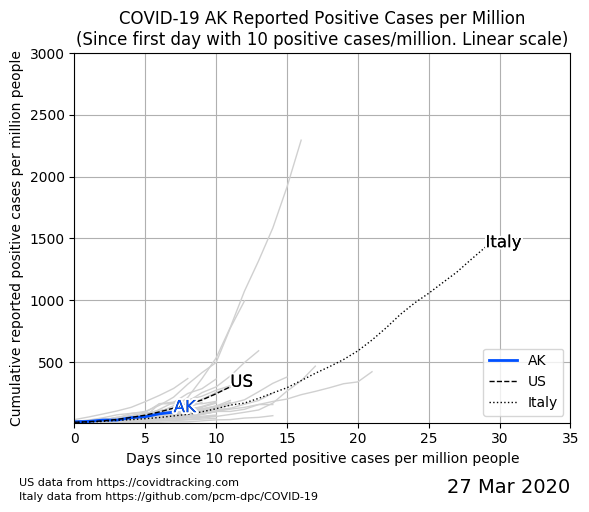 COVID-19 AK Reported Positive Cases per Million
(Since first day with 10 positive cases/million. Linear scale)
Cumulative reported positive cases per million people
3000
2500
2000
1500
1000
500
Italy
US
AK
AK
US
Italy
0
5
10
15
20
25
30
35
Days since 10 reported positive cases per million people
US data from https://covidtracking.com
Italy data from https://github.com/pcm-dpc/COVID-19
27 Mar 2020